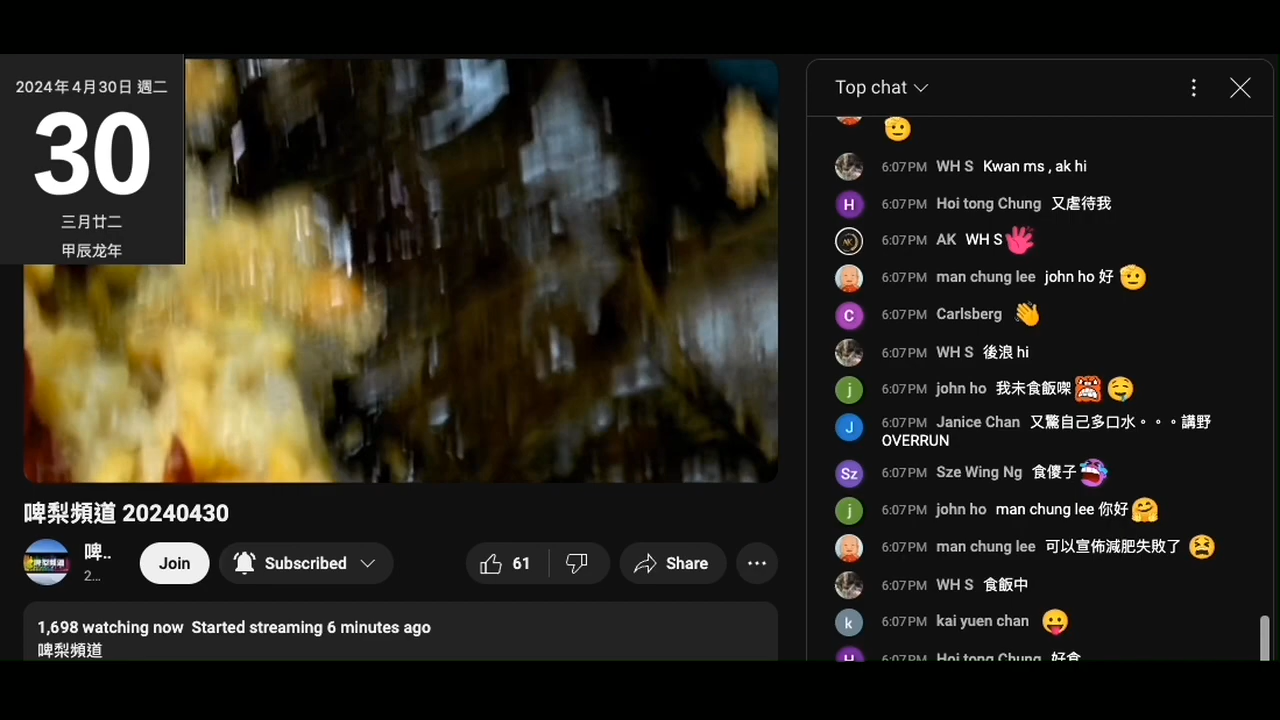 2024年4月30日 週二
30
三月廿二
甲辰龙年
啤梨頻道 20240430
啤..
2...
Join
Subscribed
61
Share
1,698 watching now Started streaming 6 minutes ago
啤梨頻道
Top chat
6:07PM WH S Kwan ms , ak hi
H 6:07PM Hoi tong Chung 又虐待我
6:07PM AK WH S
6:07PM man chung lee john ho 好
C 6:07PM Carlsberg
6:07PM WH S 後浪 hi
j 6:07PM john ho 我未食飯㗎
J 6:07PM Janice Chan 又驚自己多口水。。。講野
OVERRUN
Sz 6:07PM Sze Wing Ng 食傻子
j 6:07PM john ho man chung lee 你好
6:07PM man chung lee 可以宣佈減肥失敗了
6:07PM WH S 食飯中
k 6:07PM kai yuen chan
H 6:07PM Hoi tong Chung 好食